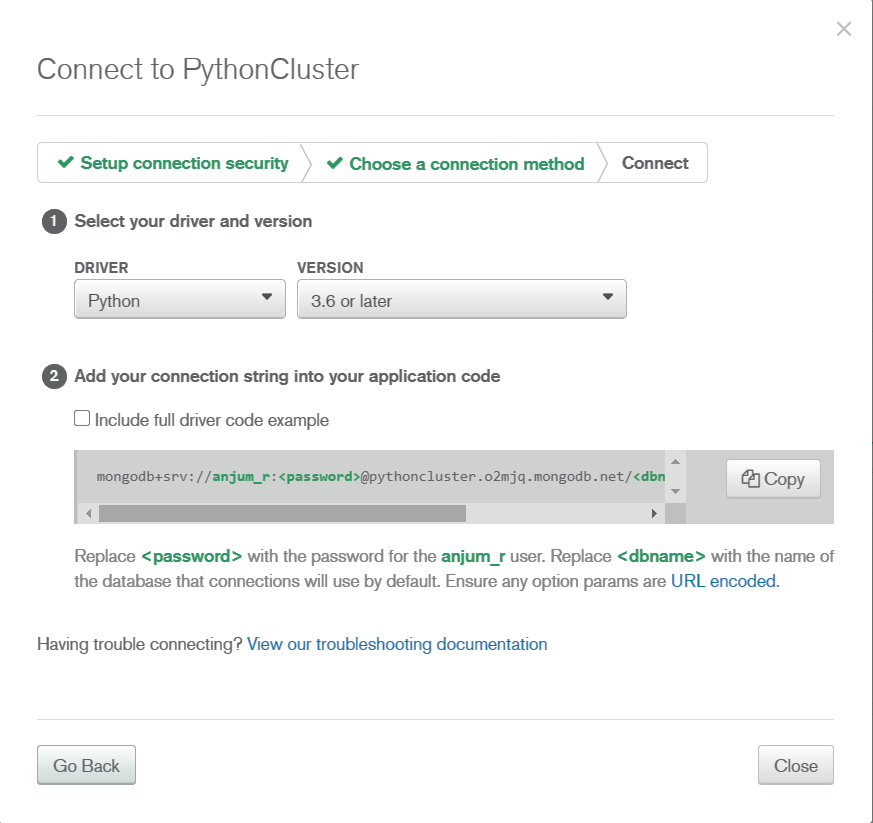 Connect to PythonCluster
Setup connection security
Choose a connection method
Connect
1 Select your driver and version
DRIVER
VERSION
Python
3.6 or later
2 Add your connection string into your application code
Include full driver code example
mongodb+srv://anjum_r:<password>@pythoncluster.o2mjq.mongodb.net/<dbn
Copy
Replace <password> with the password for the anjum_r user. Replace <dbname> with the name of
the database that connections will use by default. Ensure any option params are URL encoded.
Having trouble connecting? View our troubleshooting documentation
Go Back
Close